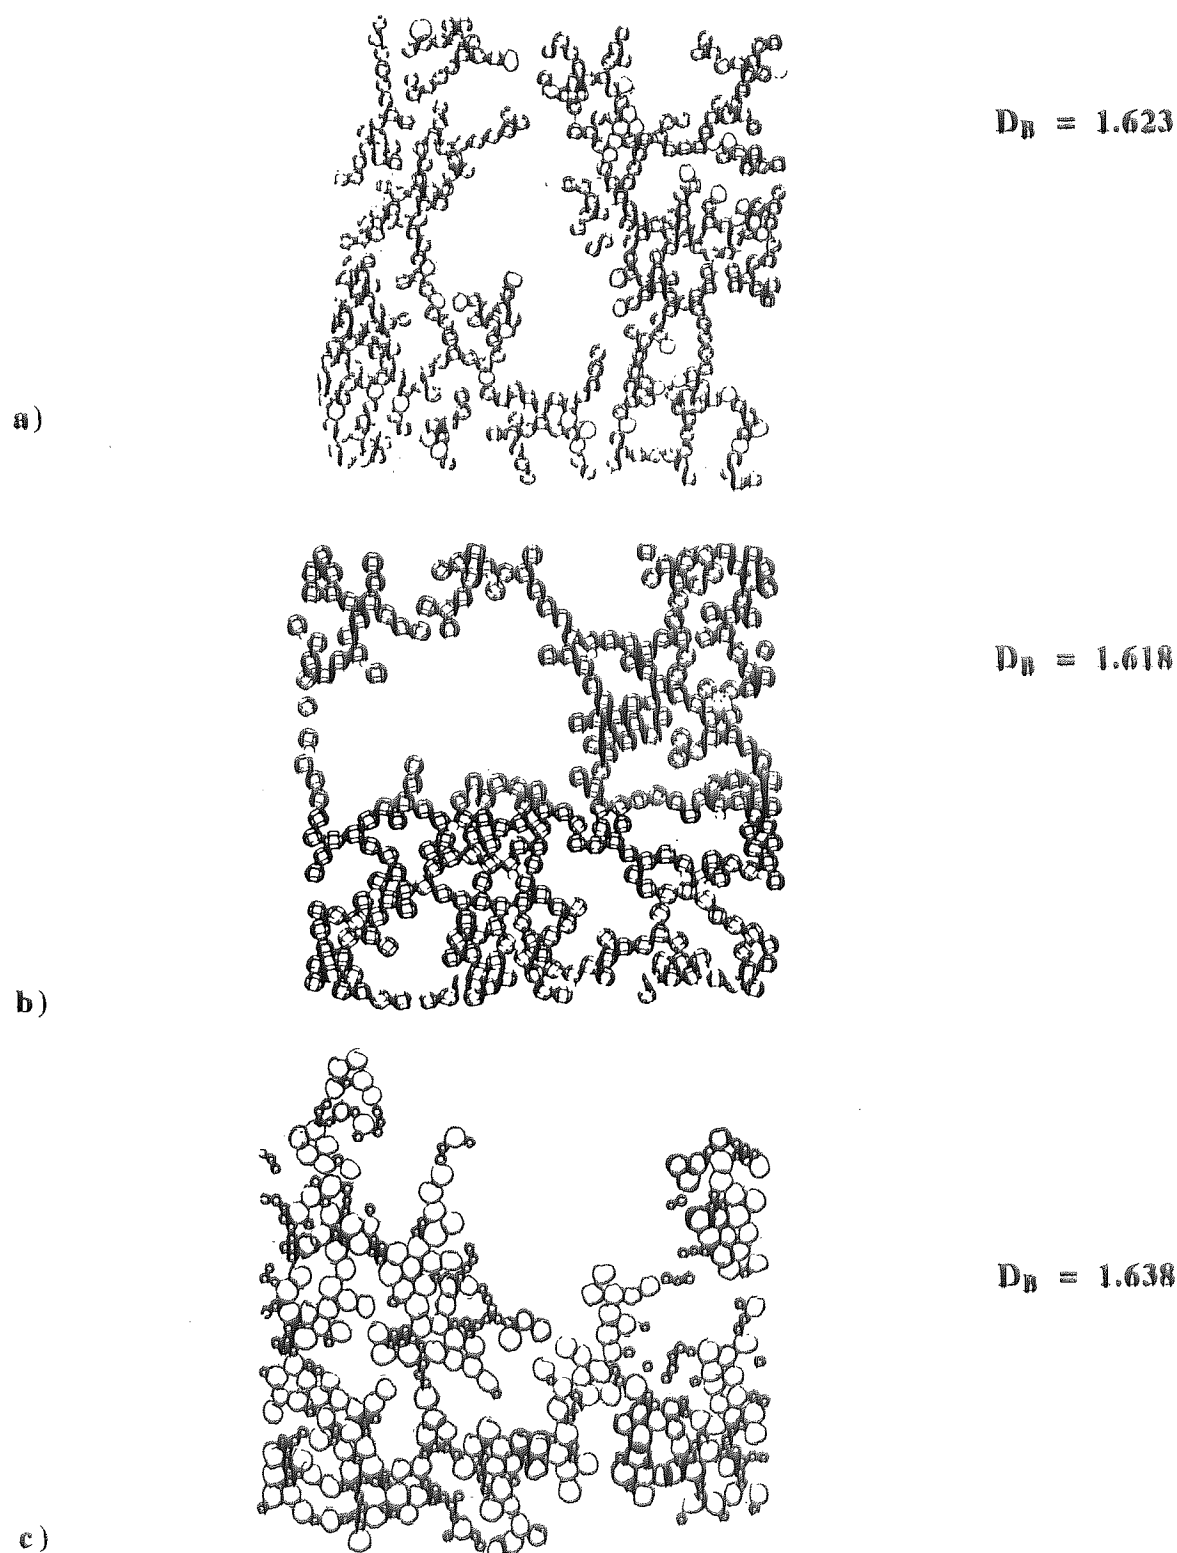 D_B = 1.623
a)
D_B = 1.618
b)
D_B = 1.638
c)